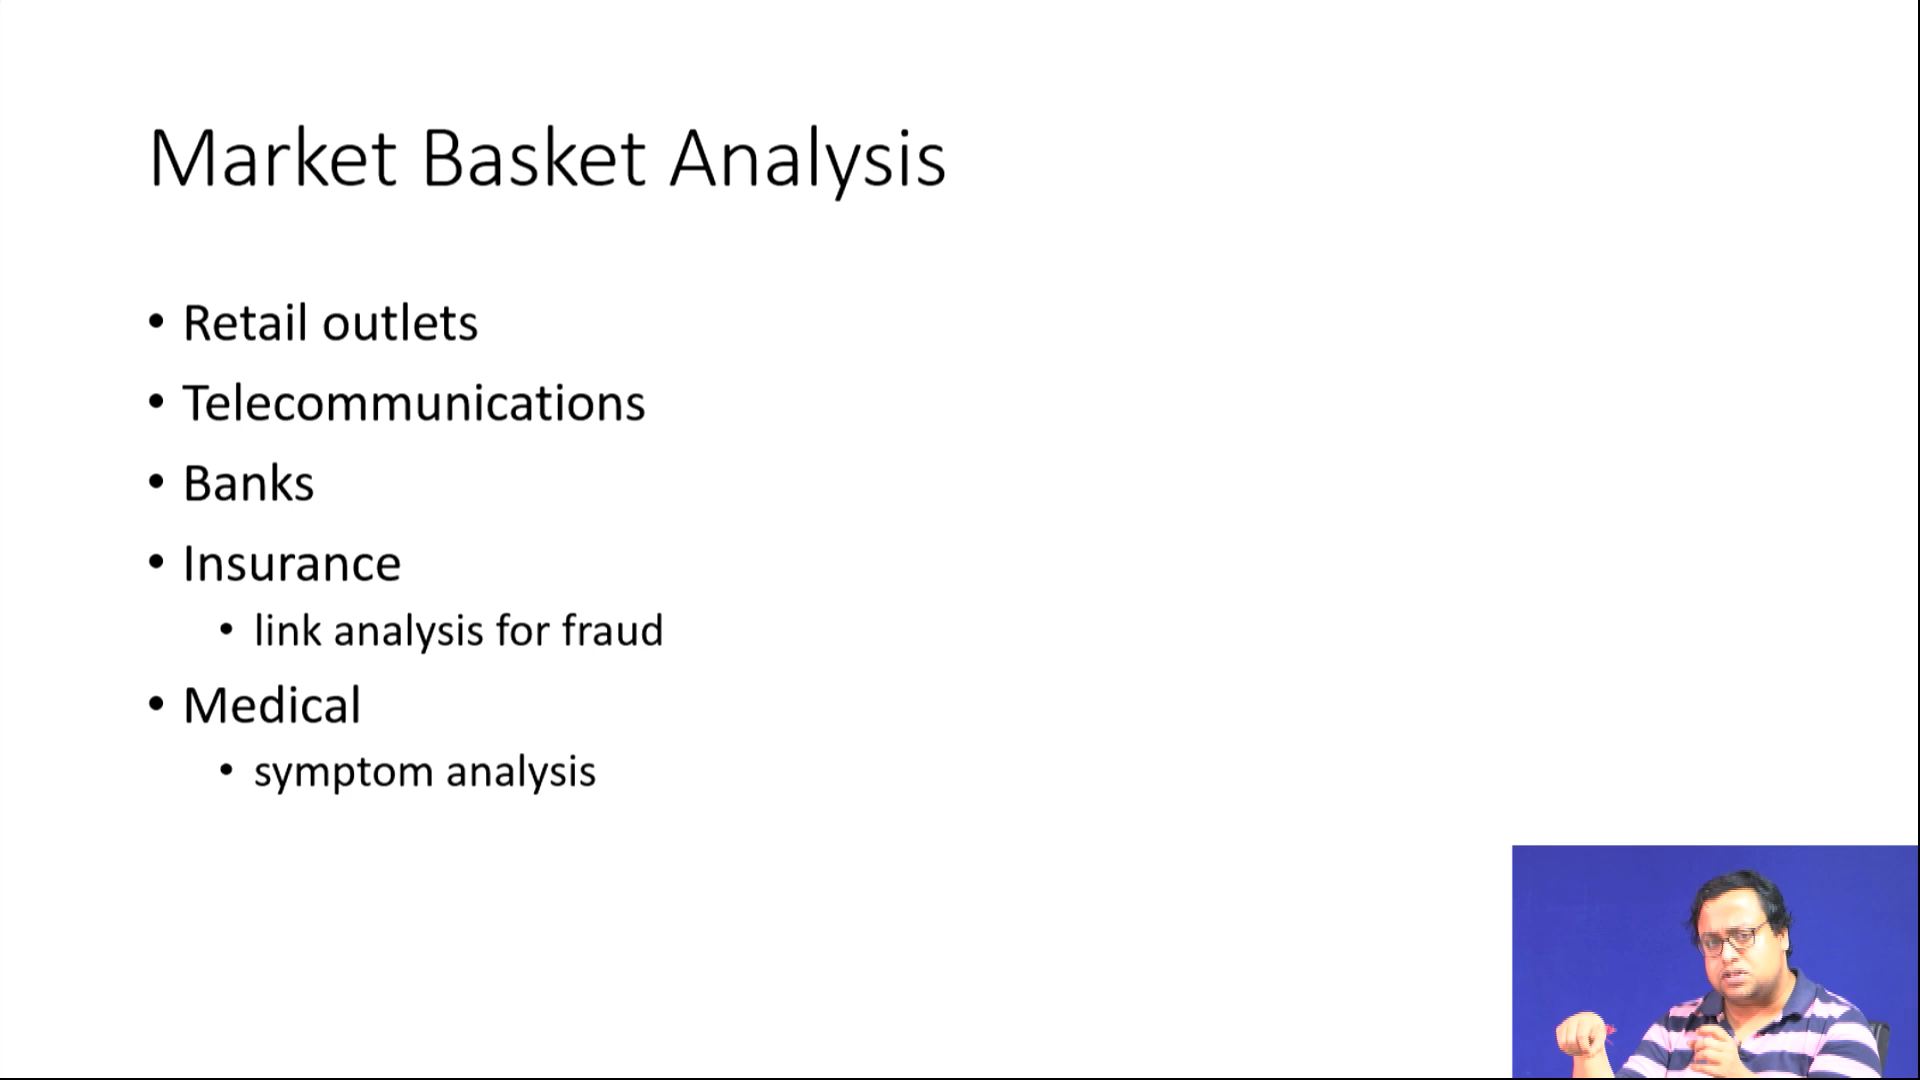 Market Basket Analysis
• Retail outlets
• Telecommunications
• Banks
• Insurance
• link analysis for fraud
• Medical
• symptom analysis